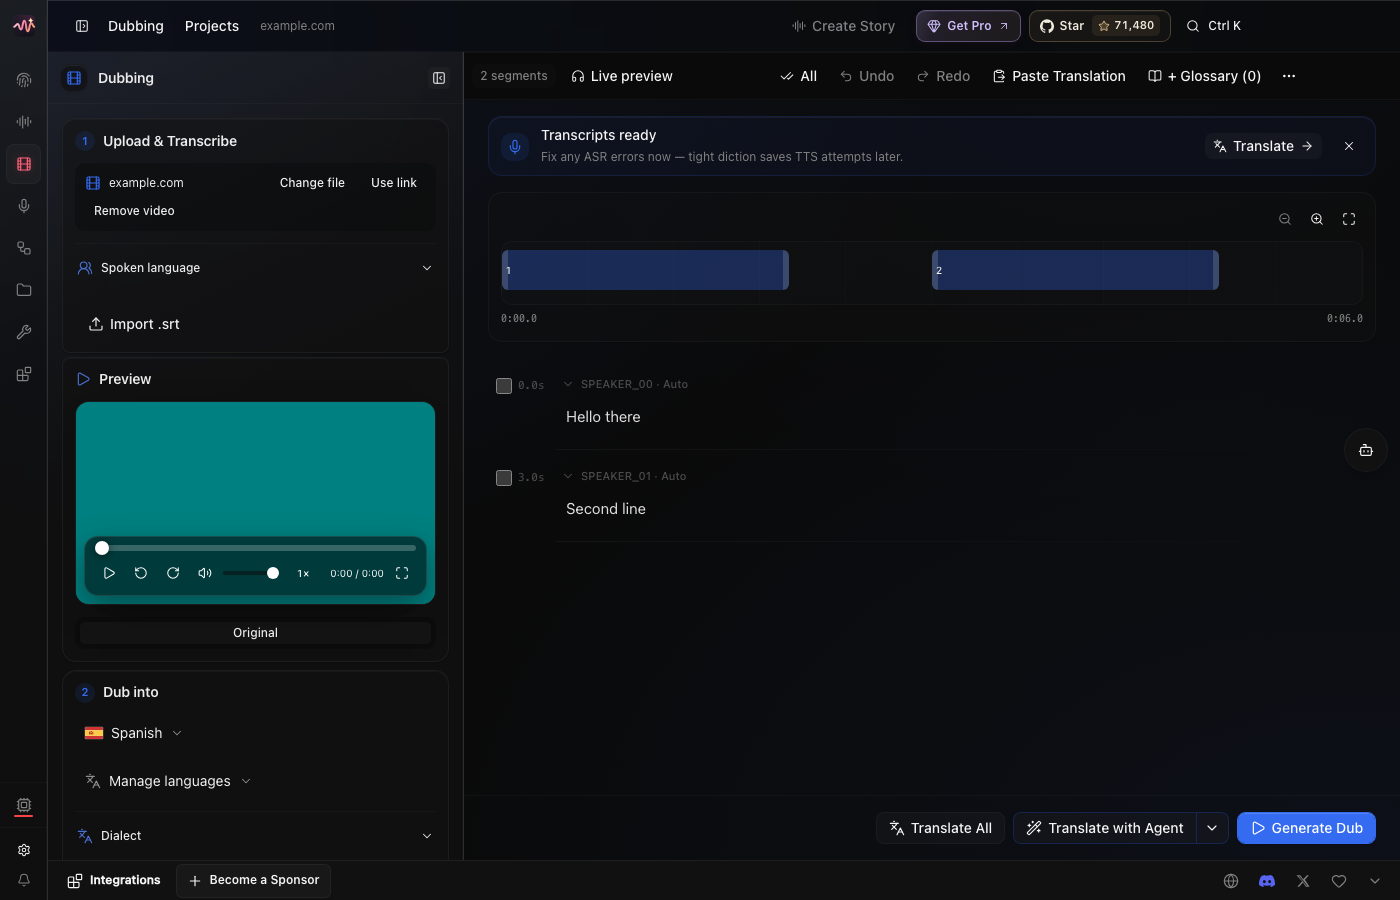 Dubbing Projects example.com
Create Story Get Pro Star 71,480 Ctrl K
Dubbing
2 segments Live preview All Undo Redo Paste Translation + Glossary (0)
1 Upload & Transcribe
example.com Change file Use link
Remove video
Spoken language
Import .srt
Preview
1x 0:00 / 0:00
Original
2 Dub into
Spanish
Manage languages
Dialect
Transcripts ready
Fix any ASR errors now — tight diction saves TTS attempts later.
Translate
1 2
0:00.0 0:06.0
0.0s SPEAKER_00 · Auto
Hello there
3.0s SPEAKER_01 · Auto
Second line
Translate All Translate with Agent Generate Dub
Integrations Become a Sponsor